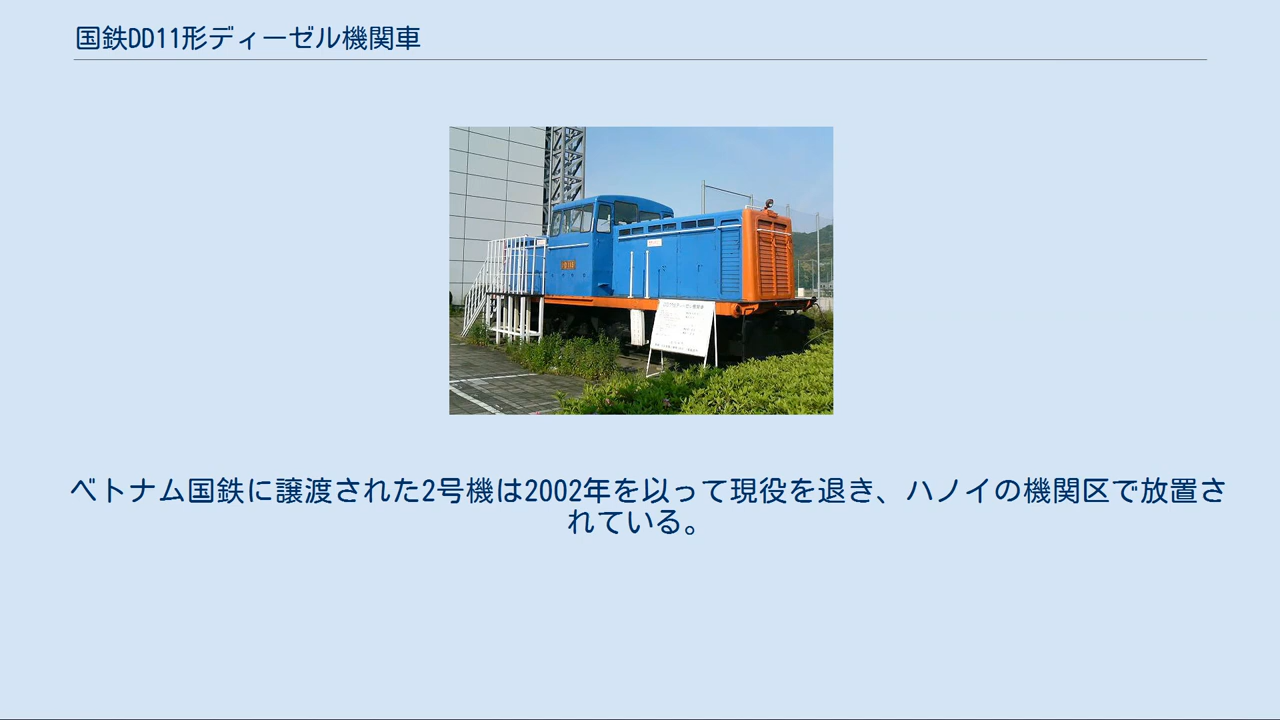 国鉄DD11形ディーゼル機関車
ベトナム国鉄に譲渡された2号機は2002年を以って現役を退き、ハノイの機関区で放置さ
れている。